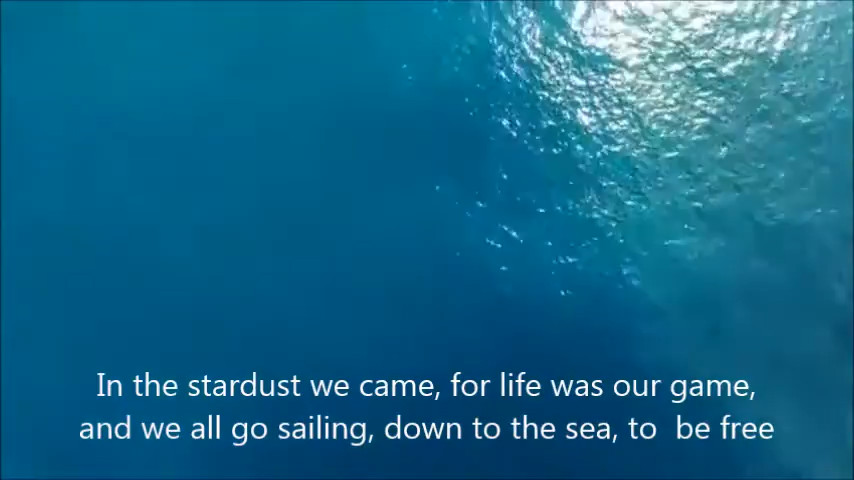 In the stardust we came, for life was our game,
and we all go sailing, down to the sea, to  be free